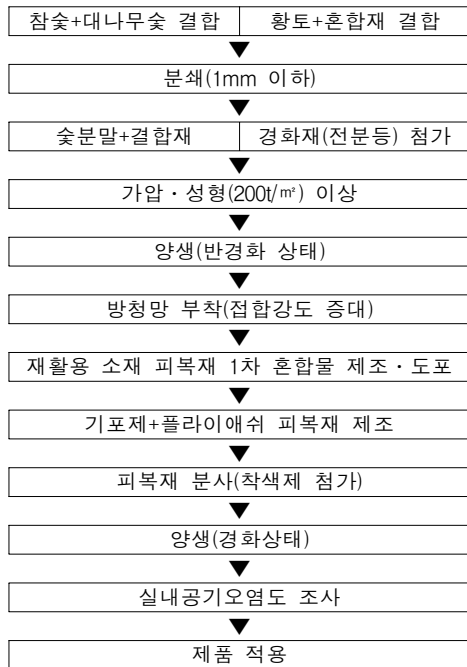 참숯+대나무숯 결합 황토+혼합재 결합
분쇄(1mm 이하)
숯분말+결합재 경화재(전분등) 첨가
가압・성형(200t/㎡) 이상
양생(반경화 상태)
방청망 부착(접합강도 증대)
재활용 소재 피복재 1차 혼합물 제조・도포
기포제+플라이애쉬 피복재 제조
피복재 분사(착색제 첨가)
양생(경화상태)
실내공기오염도 조사
제품 적용